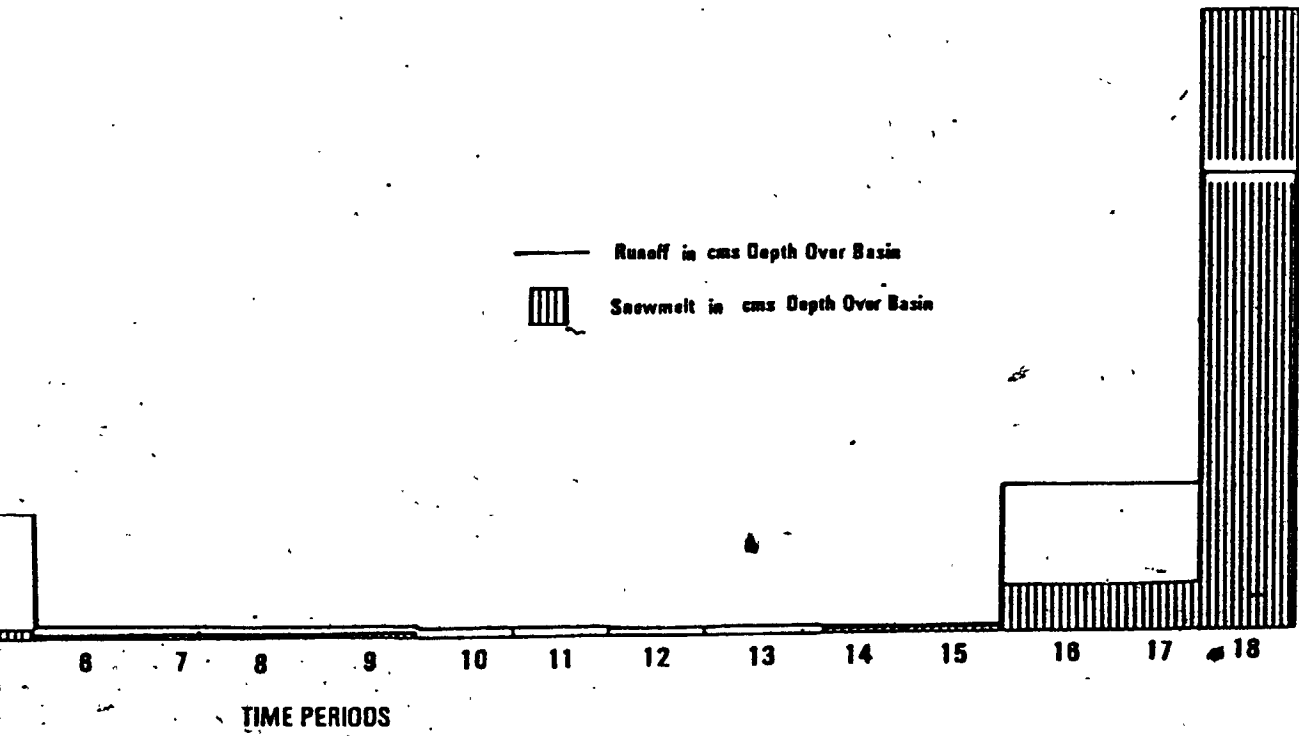 Runoff in cms Depth Over Basin
Snowmelt in cms Depth Over Basin
6 7 8 9 10 11 12 13 14 15 16 17 18
TIME PERIODS